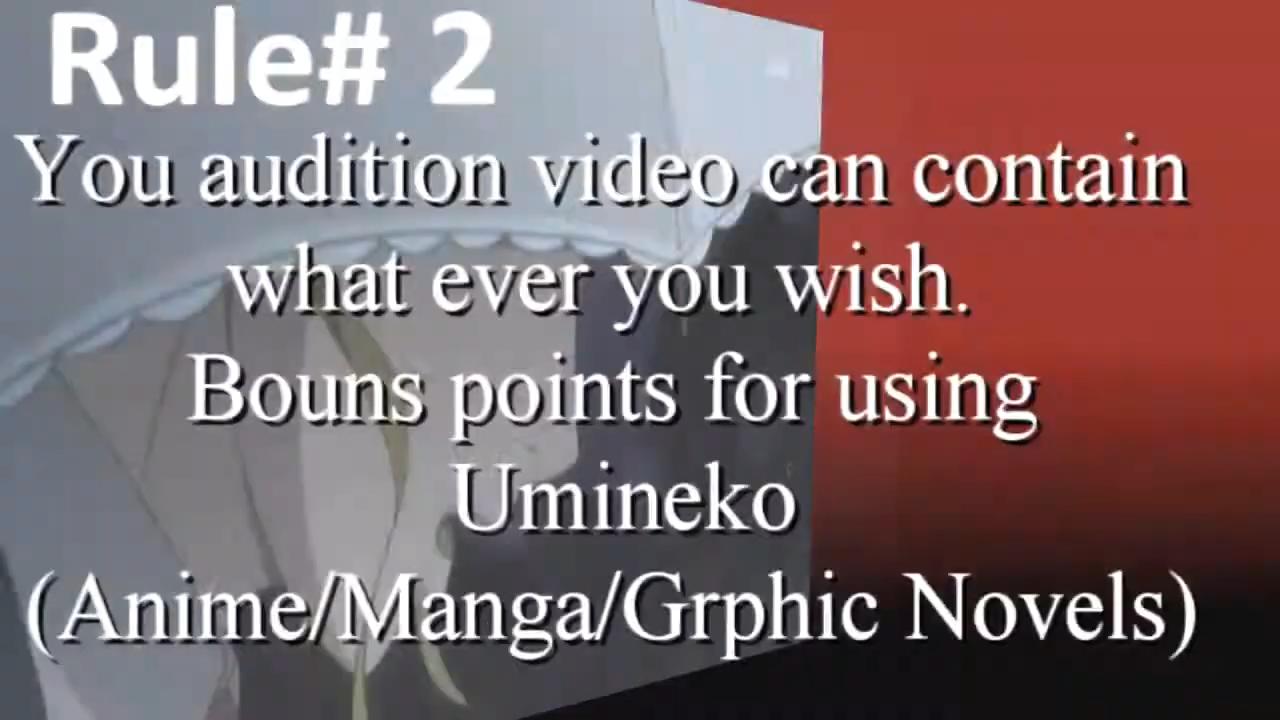 Rule# 2
You audition video can contain
what ever you wish.
Bouns points for using
Umineko
(Anime/Manga/Grphic Novels)